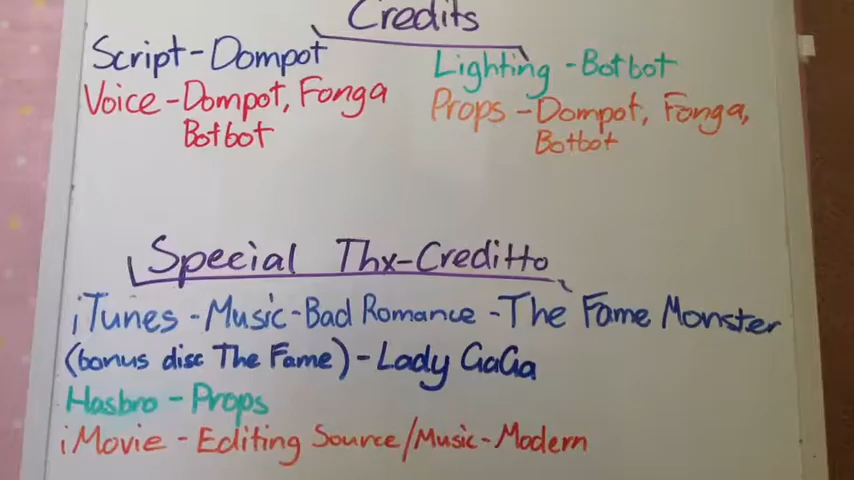 Credits
Script-Dompot
Voice-Dompot, Fonga
Botbot
Lighting-Botbot
Props-Dompot, Fonga,
Botbot
Special Thx-Creditto
iTunes-Music-Bad Romance-The Fame Monster
(bonus disc The Fame)-Lady GaGa
Hasbro-Props
iMovie-Editing Source/Music-Modern